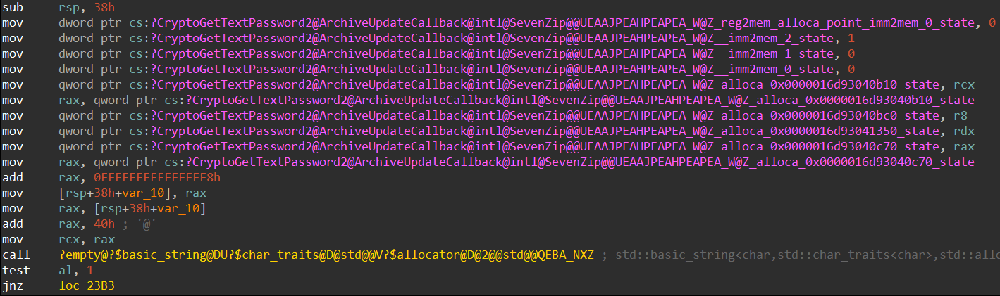 sub rsp, 38h
mov dword ptr cs:?CryptoGetTextPassword2@ArchiveUpdateCallback@intl@SevenZip@@UEAAJPEAHPEAPEA_W@Z_reg2mem_alloca_point_imm2mem_0_state, 0
mov dword ptr cs:?CryptoGetTextPassword2@ArchiveUpdateCallback@intl@SevenZip@@UEAAJPEAHPEAPEA_W@Z__imm2mem_2_state, 1
mov dword ptr cs:?CryptoGetTextPassword2@ArchiveUpdateCallback@intl@SevenZip@@UEAAJPEAHPEAPEA_W@Z__imm2mem_1_state, 0
mov dword ptr cs:?CryptoGetTextPassword2@ArchiveUpdateCallback@intl@SevenZip@@UEAAJPEAHPEAPEA_W@Z__imm2mem_0_state, 0
mov qword ptr cs:?CryptoGetTextPassword2@ArchiveUpdateCallback@intl@SevenZip@@UEAAJPEAHPEAPEA_W@Z_alloca_0x0000016d93040b10_state, rcx
mov rax, qword ptr cs:?CryptoGetTextPassword2@ArchiveUpdateCallback@intl@SevenZip@@UEAAJPEAHPEAPEA_W@Z_alloca_0x0000016d93040b10_state
mov qword ptr cs:?CryptoGetTextPassword2@ArchiveUpdateCallback@intl@SevenZip@@UEAAJPEAHPEAPEA_W@Z_alloca_0x0000016d93040bc0_state, r8
mov qword ptr cs:?CryptoGetTextPassword2@ArchiveUpdateCallback@intl@SevenZip@@UEAAJPEAHPEAPEA_W@Z_alloca_0x0000016d93041350_state, rdx
mov qword ptr cs:?CryptoGetTextPassword2@ArchiveUpdateCallback@intl@SevenZip@@UEAAJPEAHPEAPEA_W@Z_alloca_0x0000016d93040c70_state, rax
mov rax, qword ptr cs:?CryptoGetTextPassword2@ArchiveUpdateCallback@intl@SevenZip@@UEAAJPEAHPEAPEA_W@Z_alloca_0x0000016d93040c70_state
add rax, 0FFFFFFFFFFFFFFF8h
mov [rsp+38h+var_10], rax
mov rax, [rsp+38h+var_10]
add rax, 40h ; '@'
mov rcx, rax
call ?empty@?$basic_string@DU?$char_traits@D@std@@V?$allocator@D@2@@std@@QEBA_NXZ ; std::basic_string<char,std::char_traits<char>,std::allo
test al, 1
jnz loc_23B3